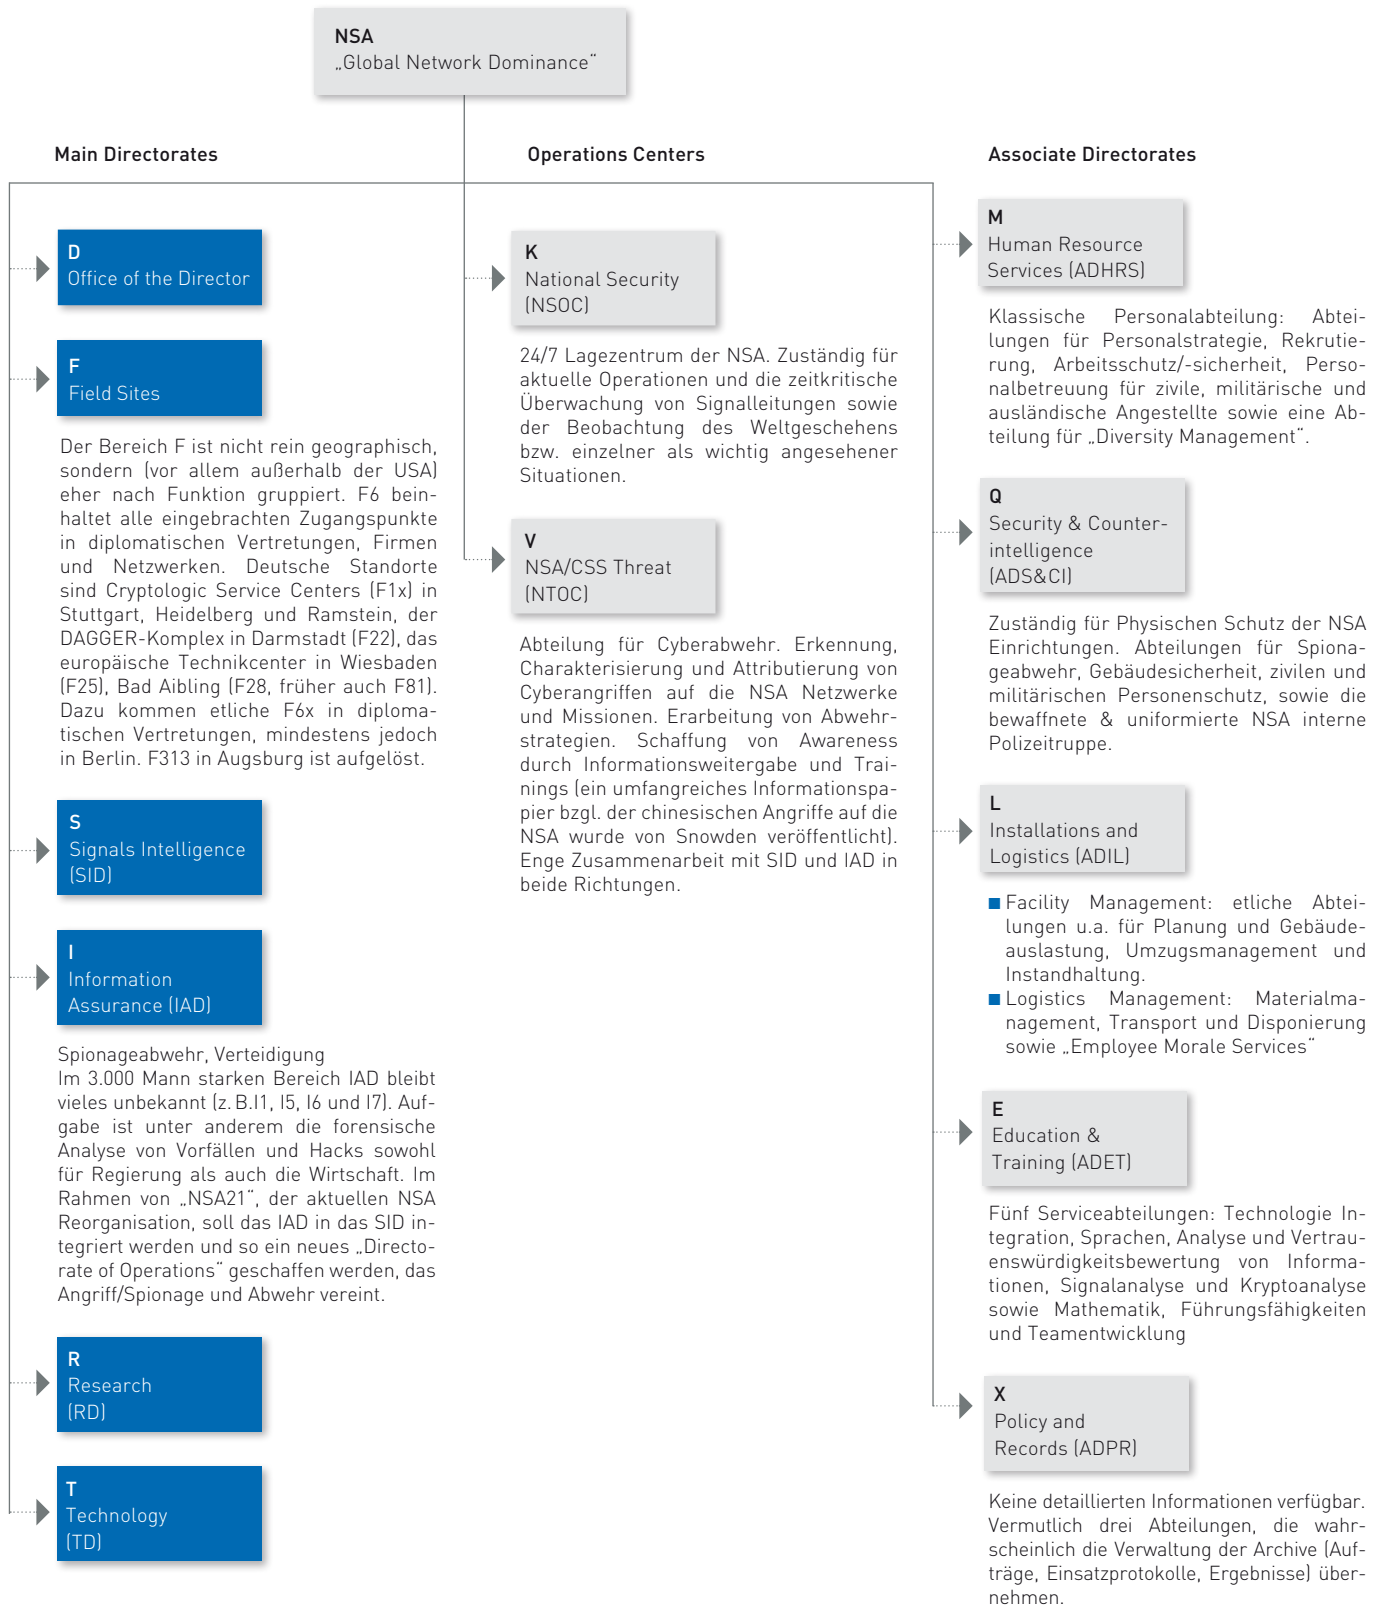 NSA
„Global Network Dominance“
Main Directorates
D
Office of the Director
F
Field Sites
Der Bereich F ist nicht rein geographisch,
sondern (vor allem außerhalb der USA)
eher nach Funktion gruppiert. F6 bein-
haltet alle eingebrachten Zugangspunkte
in diplomatischen Vertretungen, Firmen
und Netzwerken. Deutsche Standorte
sind Cryptologic Service Centers (F1x) in
Stuttgart, Heidelberg und Ramstein, der
DAGGER-Komplex in Darmstadt (F22), das
europäische Technikcenter in Wiesbaden
(F25), Bad Aibling (F28, früher auch F81).
Dazu kommen etliche F6x in diploma-
tischen Vertretungen, mindestens jedoch
in Berlin. F313 in Augsburg ist aufgelöst.
S
Signals Intelligence
(SID)
I
Information
Assurance (IAD)
Spionageabwehr, Verteidigung
Im 3.000 Mann starken Bereich IAD bleibt
vieles unbekannt (z. B.I1, I5, I6 und I7). Auf-
gabe ist unter anderem die forensische
Analyse von Vorfällen und Hacks sowohl
für Regierung als auch die Wirtschaft. Im
Rahmen von „NSA21“, der aktuellen NSA
Reorganisation, soll das IAD in das SID in-
tegriert werden und so ein neues „Directo-
rate of Operations“ geschaffen werden, das
Angriff/Spionage und Abwehr vereint.
R
Research
(RD)
T
Technology
(TD)
Operations Centers
K
National Security
(NSOC)
24/7 Lagezentrum der NSA. Zuständig für
aktuelle Operationen und die zeitkritische
Überwachung von Signalleitungen sowie
der Beobachtung des Weltgeschehens
bzw. einzelner als wichtig angesehener
Situationen.
V
NSA/CSS Threat
(NTOC)
Abteilung für Cyberabwehr. Erkennung,
Charakterisierung und Attributierung von
Cyberangriffen auf die NSA Netzwerke
und Missionen. Erarbeitung von Abwehr-
strategien. Schaffung von Awareness
durch Informationsweitergabe und Trai-
nings (ein umfangreiches Informationspa-
pier bzgl. der chinesischen Angriffe auf die
NSA wurde von Snowden veröffentlicht).
Enge Zusammenarbeit mit SID und IAD in
beide Richtungen.
Associate Directorates
M
Human Resource
Services (ADHRS)
Klassische Personalabteilung: Abtei-
lungen für Personalstrategie, Rekrutie-
rung, Arbeitsschutz/-sicherheit, Perso-
nalbetreuung für zivile, militärische und
ausländische Angestellte sowie eine Ab-
teilung für „Diversity Management“.
Q
Security & Counter-
intelligence
(ADS&CI)
Zuständig für Physischen Schutz der NSA
Einrichtungen. Abteilungen für Spiona-
geabwehr, Gebäudesicherheit, zivilen und
militärischen Personenschutz, sowie die
bewaffnete & uniformierte NSA interne
Polizeitruppe.
L
Installations and
Logistics (ADIL)
■ Facility Management: etliche Abtei-
lungen u.a. für Planung und Gebäude-
auslastung, Umzugsmanagement und
Instandhaltung.
■ Logistics Management: Materialma-
nagement, Transport und Disponierung
sowie „Employee Morale Services“
E
Education &
Training (ADET)
Fünf Serviceabteilungen: Technologie In-
tegration, Sprachen, Analyse und Vertrau-
enswürdigkeitsbewertung von Informa-
tionen, Signalanalyse und Kryptoanalyse
sowie Mathematik, Führungsfähigkeiten
und Teamentwicklung
X
Policy and
Records (ADPR)
Keine detaillierten Informationen verfügbar.
Vermutlich drei Abteilungen, die wahr-
scheinlich die Verwaltung der Archive (Auf-
träge, Einsatzprotokolle, Ergebnisse) über-
nehmen.